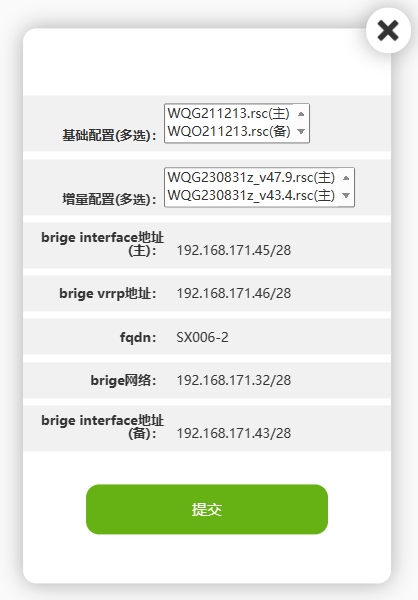 WQG211213.rsc(主)
基础配置(多选): WQO211213.rsc(备)
WQG230831z_v47.9.rsc(主)
增量配置(多选): WQG230831z_v43.4.rsc(主)
brige interface地址
(主): 192.168.171.45/28
brige vrrp地址: 192.168.171.46/28
fqdn: SX006-2
brige网络: 192.168.171.32/28
brige interface地址
(备): 192.168.171.43/28
提交